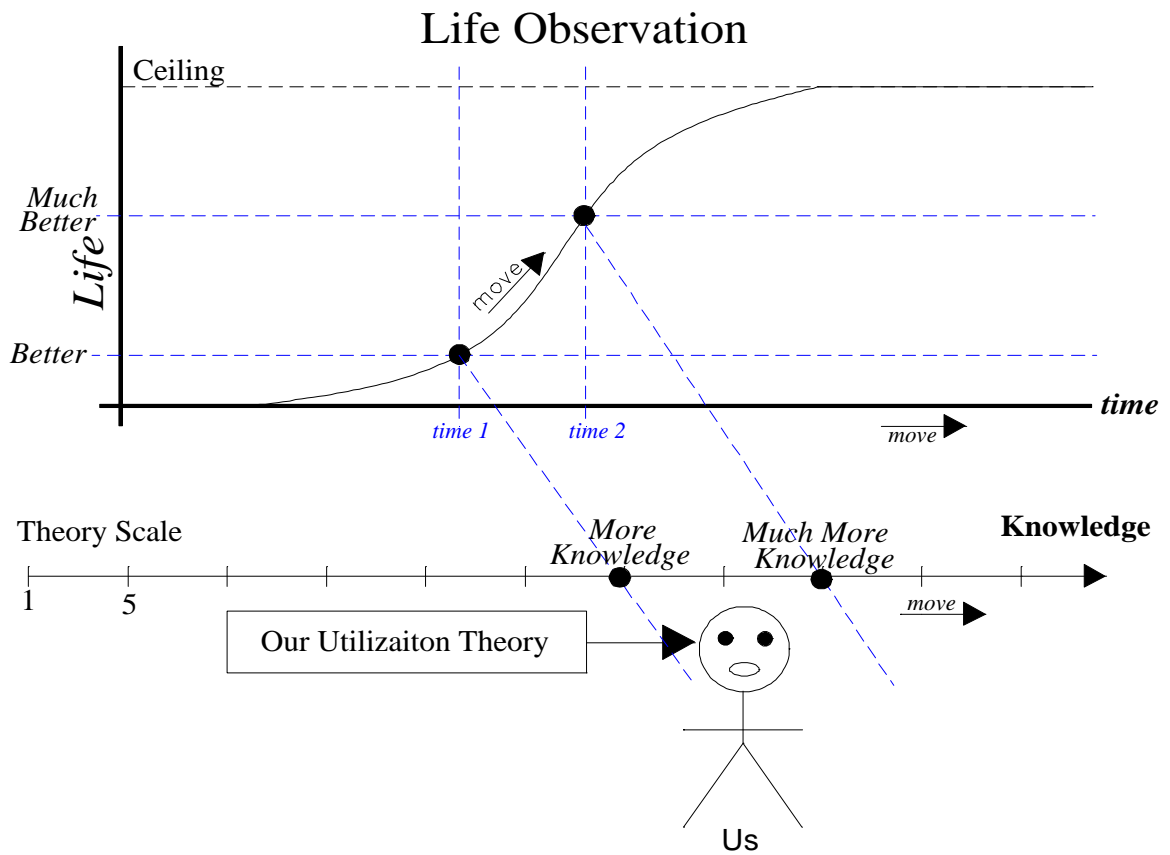 Life Observation
Ceiling
Much
Better
Life
move
Better
time
time 1
time 2
move
Theory Scale
More
Knowledge
Much More
Knowledge
Knowledge
1
5
move
Our Utilizaiton Theory
Us